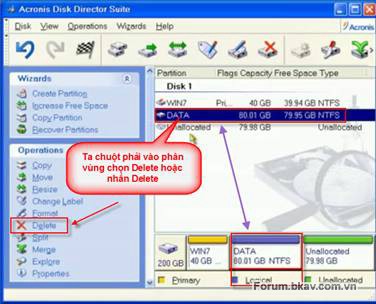 Acronis Disk Director Suite
Disk View Operations Wizards Help
Acronis
Wizards
Create Partition
Increase Free Space
Copy Partition
Recover Partitions
Operations
Copy
Move
Resize
Change Label
Format
Delete
Split
Merge
Explore
Properties
Partition Flags Capacity Free Space Type
Disk 1
WIN7 Pri... 40 GB 39.94 GB NTFS
DATA 80.01 GB 79.95 GB NTFS
Unallocated 79.98 GB Unallocated
Ta chuột phải vào phân
vùng chọn Delete hoặc
nhấn Delete
200 GB
WIN7
40 GB ...
DATA
80.01 GB NTFS
Unallocated
79.98 GB
Primary Logical Unallocated
Forum.bkav.com.vn